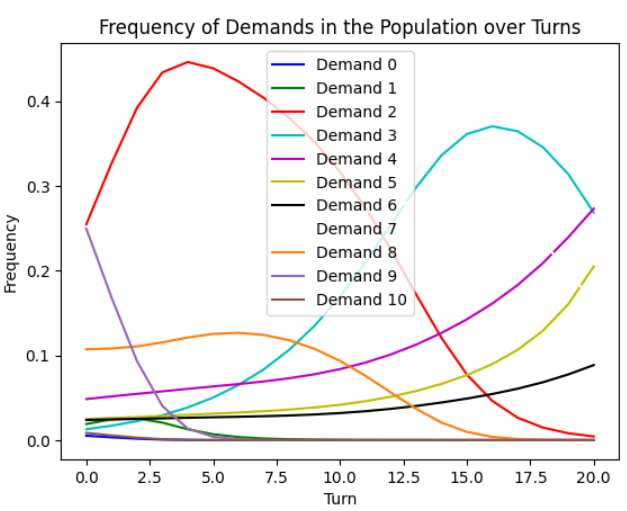 Frequency of Demands in the Population over Turns
Frequency
0.4
0.3
0.2
0.1
0.0
Demand 0
Demand 1
Demand 2
Demand 3
Demand 4
Demand 5
Demand 6
Demand 7
Demand 8
Demand 9
Demand 10
0.0 2.5 5.0 7.5 10.0 12.5 15.0 17.5 20.0
Turn